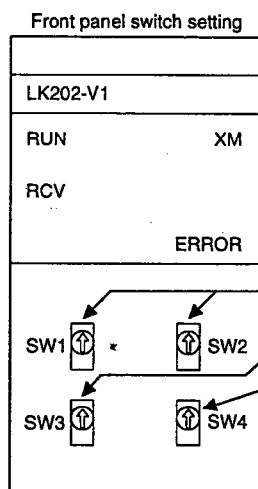 Front panel switch setting
LK202-V1
RUN XM
RCV
ERROR
SW1 SW2
SW3 SW4